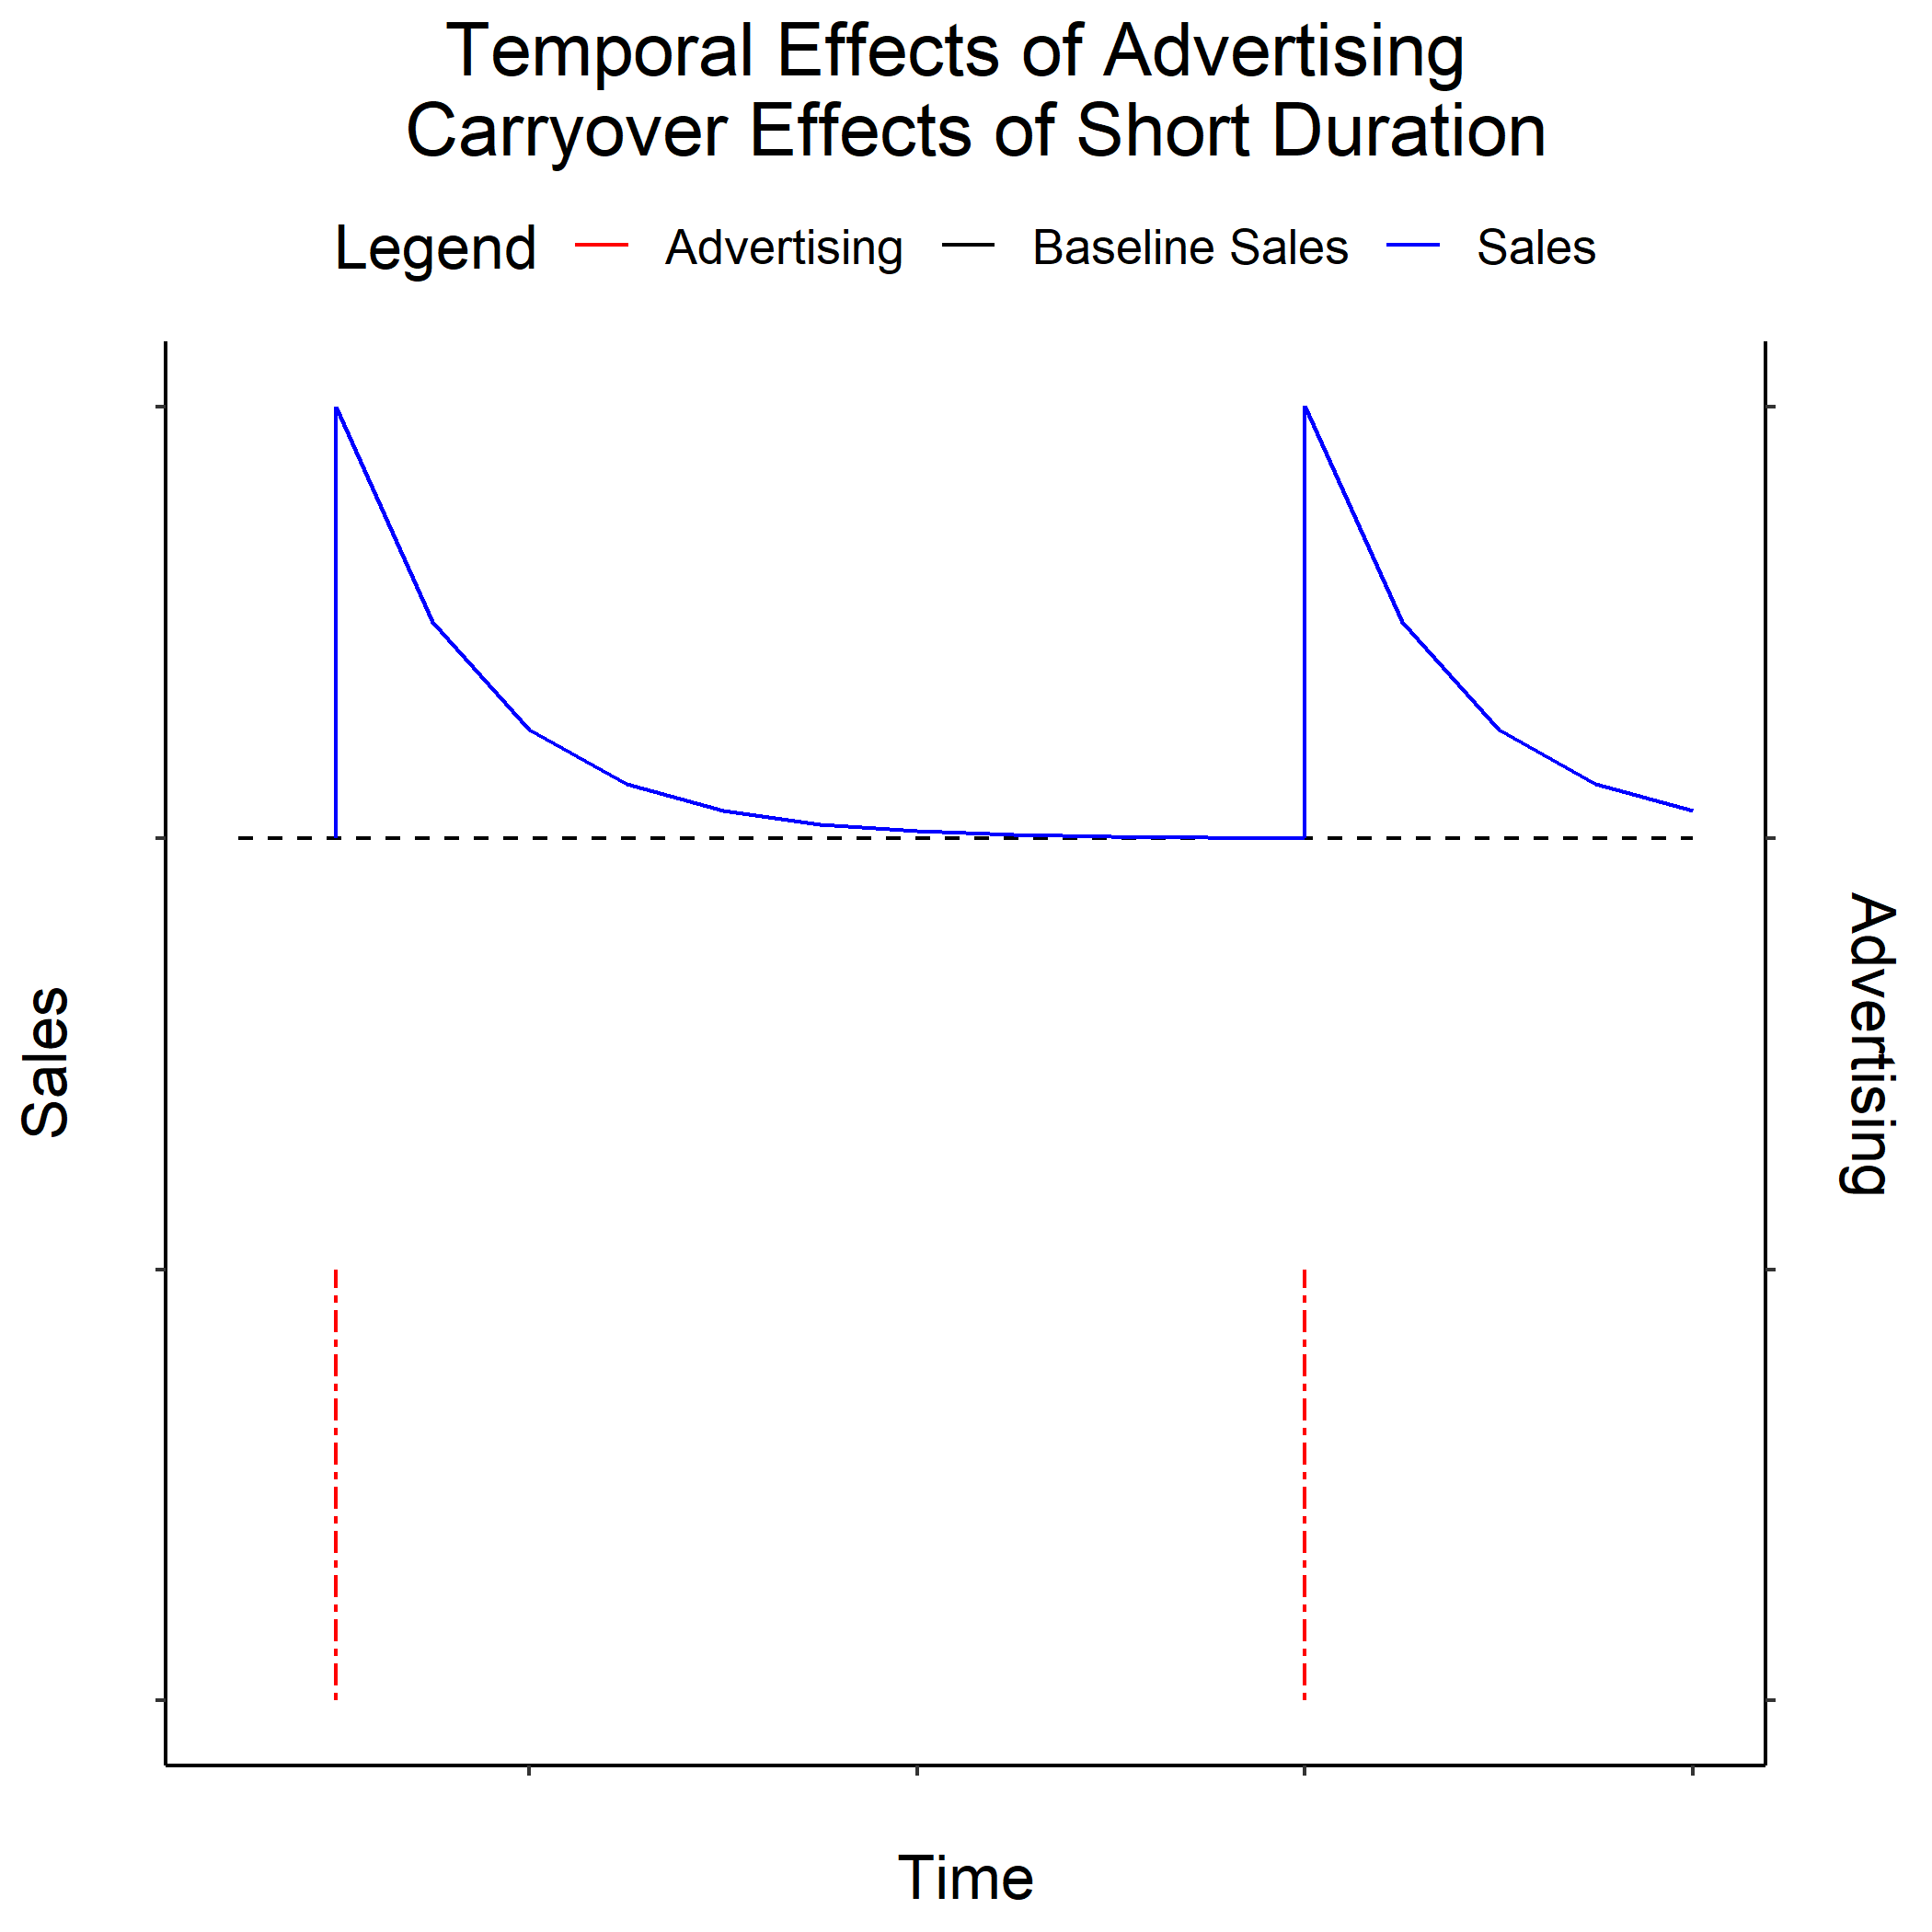 Temporal Effects of Advertising
Carryover Effects of Short Duration
Legend Advertising Baseline Sales Sales
Sales
Advertising
Time